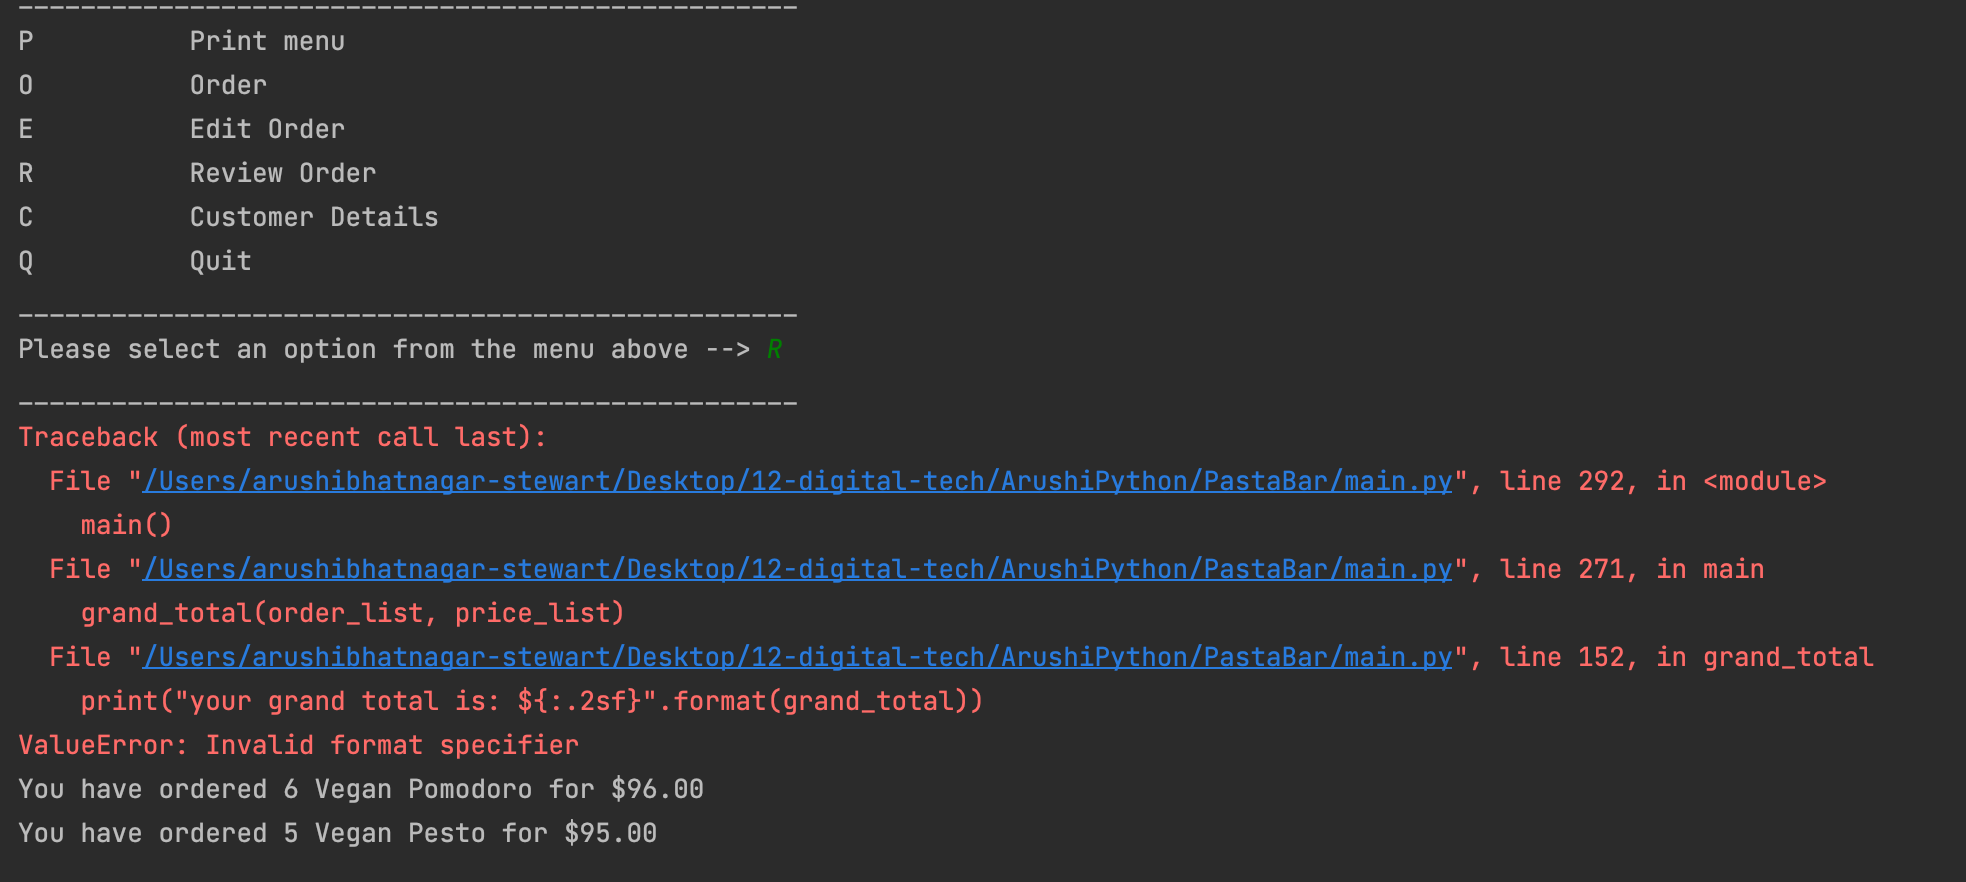 --------------------------------------------------
P          Print menu
O          Order
E          Edit Order
R          Review Order
C          Customer Details
Q          Quit
--------------------------------------------------
Please select an option from the menu above --> R
--------------------------------------------------
Traceback (most recent call last):
  File "/Users/arushibhatnagar-stewart/Desktop/12-digital-tech/ArushiPython/PastaBar/main.py", line 292, in <module>
    main()
  File "/Users/arushibhatnagar-stewart/Desktop/12-digital-tech/ArushiPython/PastaBar/main.py", line 271, in main
    grand_total(order_list, price_list)
  File "/Users/arushibhatnagar-stewart/Desktop/12-digital-tech/ArushiPython/PastaBar/main.py", line 152, in grand_total
    print("your grand total is: ${:.2sf}".format(grand_total))
ValueError: Invalid format specifier
You have ordered 6 Vegan Pomodoro for $96.00
You have ordered 5 Vegan Pesto for $95.00